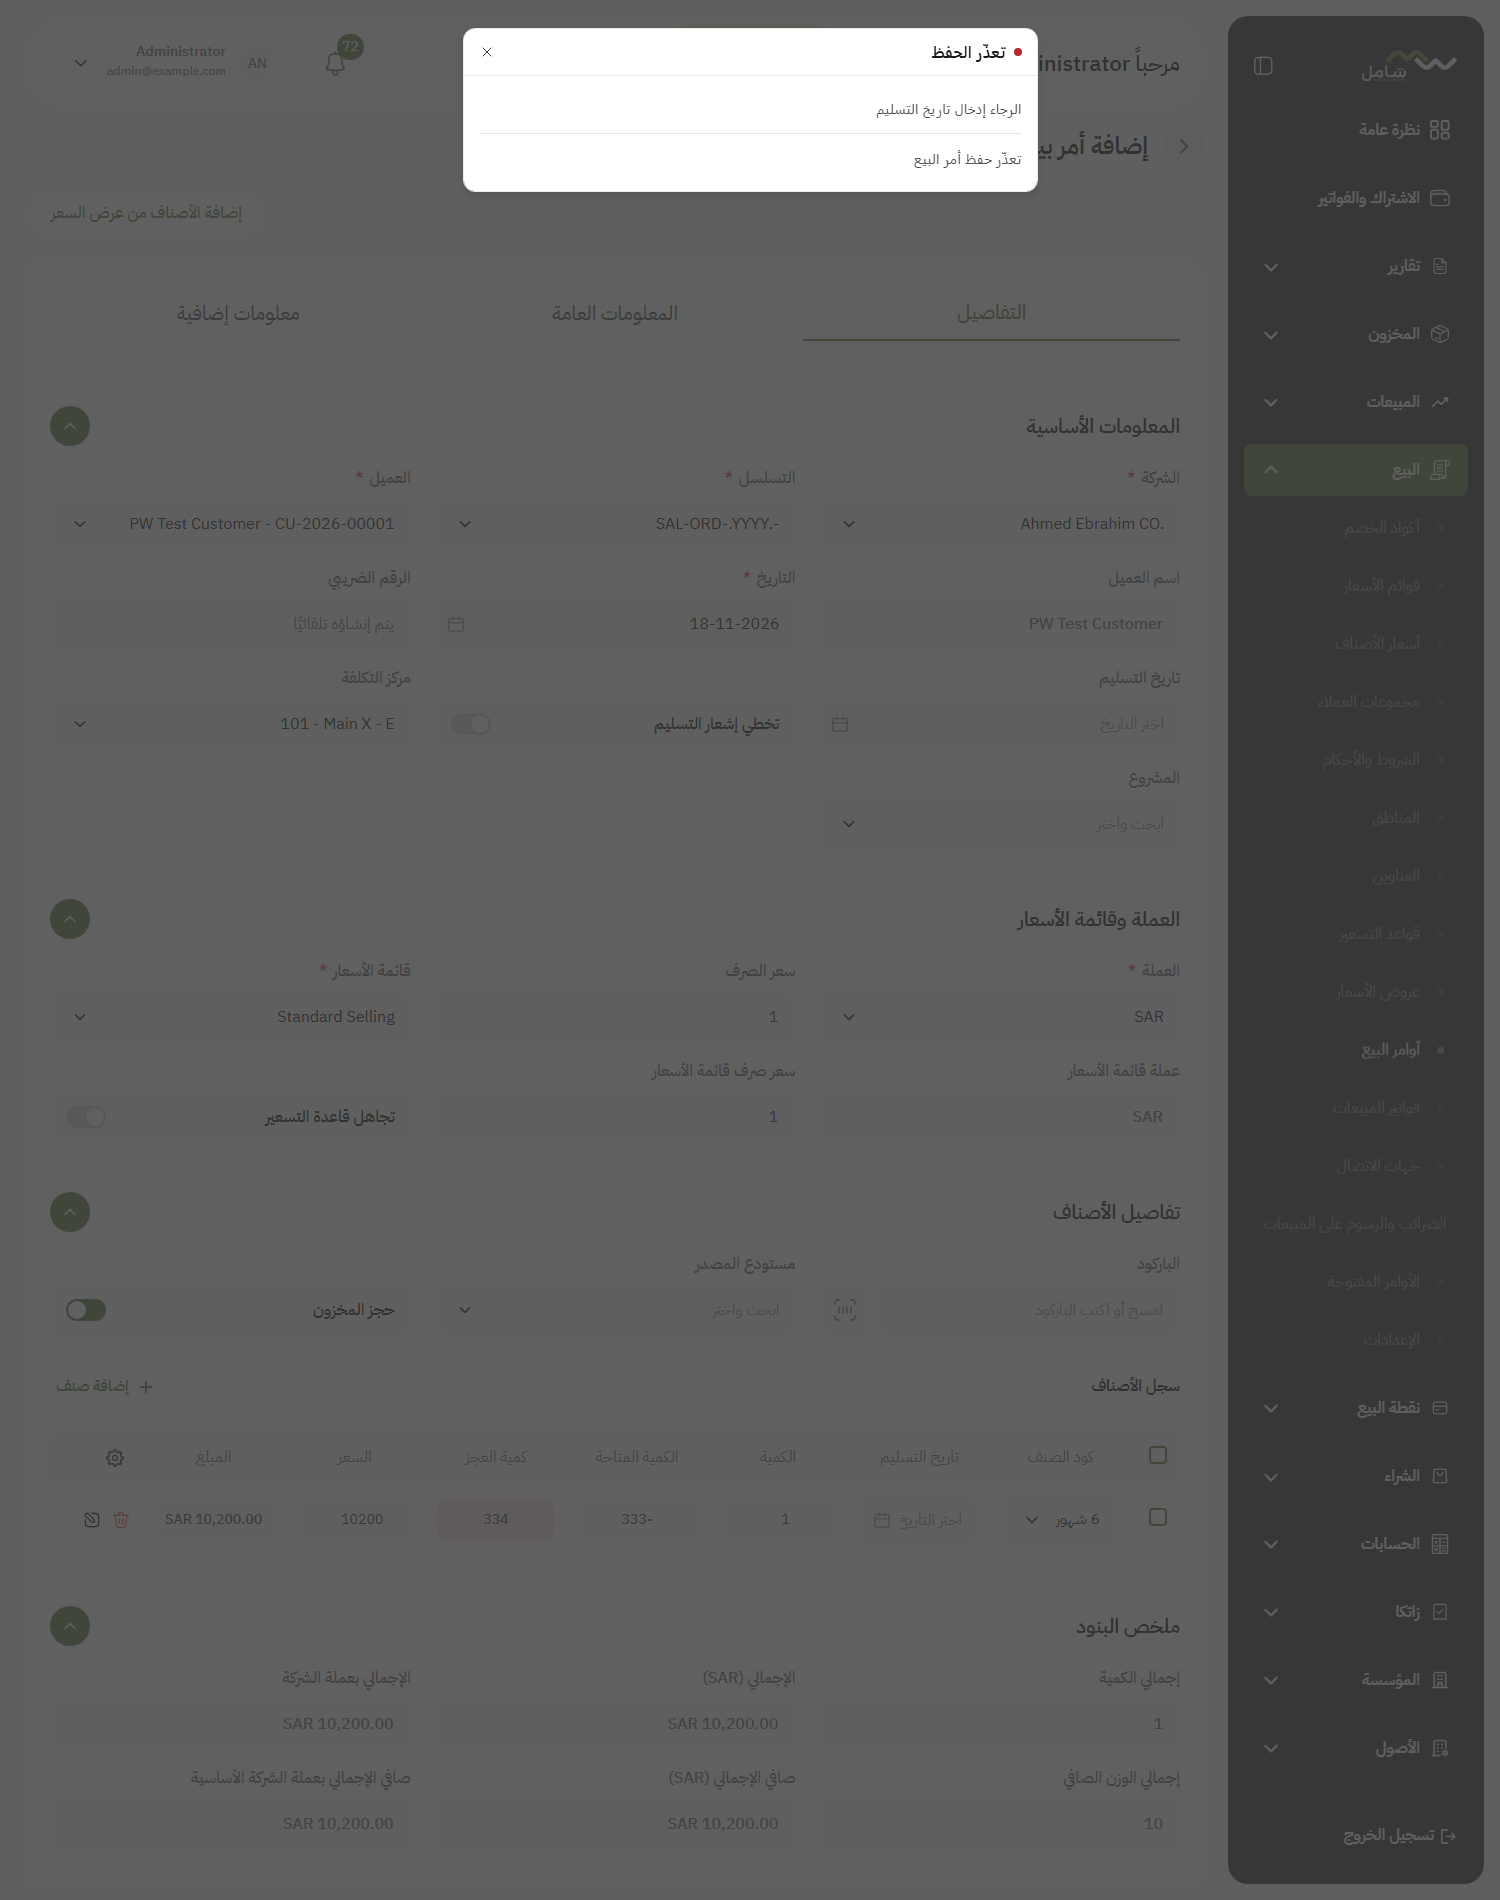 تعذّر الحفظ
الرجاء إدخال تاريخ التسليم
تعذّر حفظ أمر البيع
شامل
نظرة عامة
الاشتراك والفواتير
تقارير
المخزون
المبيعات
البيع
أكواد الخصم
قوائم الأسعار
أسعار الأصناف
مجموعات العملاء
الشروط والأحكام
المناطق
العناوين
قواعد التسعير
عروض الأسعار
أوامر البيع
فواتير المبيعات
جهات الاتصال
الضرائب والرسوم على المبيعات
الأوامر المفتوحة
الإعدادات
نقطة البيع
الشراء
الحسابات
زاتكا
المؤسسة
الأصول
تسجيل الخروج
مرحباً inistrator
72
AN
Administrator
admin@example.com
إضافة أمر بي
إضافة الأصناف من عرض السعر
التفاصيل
المعلومات العامة
معلومات إضافية
المعلومات الأساسية
الشركة *
التسلسل *
العميل *
Ahmed Ebrahim CO.
SAL-ORD-.YYYY.-
PW Test Customer - CU-2026-00001
اسم العميل
التاريخ *
الرقم الضريبي
PW Test Customer
18-11-2026
يتم إنشاؤه تلقائيًا
تاريخ التسليم
مركز التكلفة
اختر التاريخ
تخطي إشعار التسليم
101 - Main X - E
المشروع
ابحث واختر
العملة وقائمة الأسعار
العملة *
سعر الصرف
قائمة الأسعار *
SAR
1
Standard Selling
عملة قائمة الأسعار
سعر صرف قائمة الأسعار
SAR
1
تجاهل قاعدة التسعير
تفاصيل الأصناف
الباركود
مستودع المصدر
امسح أو اكتب الباركود
ابحث واختر
حجز المخزون
سجل الأصناف
إضافة صنف
كود الصنف
تاريخ التسليم
الكمية
الكمية المتاحة
كمية العجز
السعر
المبلغ
6 شهور
اختر التاريخ
1
333-
334
10200
SAR 10,200.00
ملخص البنود
إجمالي الكمية
الإجمالي (SAR)
الإجمالي بعملة الشركة
1
SAR 10,200.00
SAR 10,200.00
إجمالي الوزن الصافي
صافي الإجمالي (SAR)
صافي الإجمالي بعملة الشركة الأساسية
10
SAR 10,200.00
SAR 10,200.00